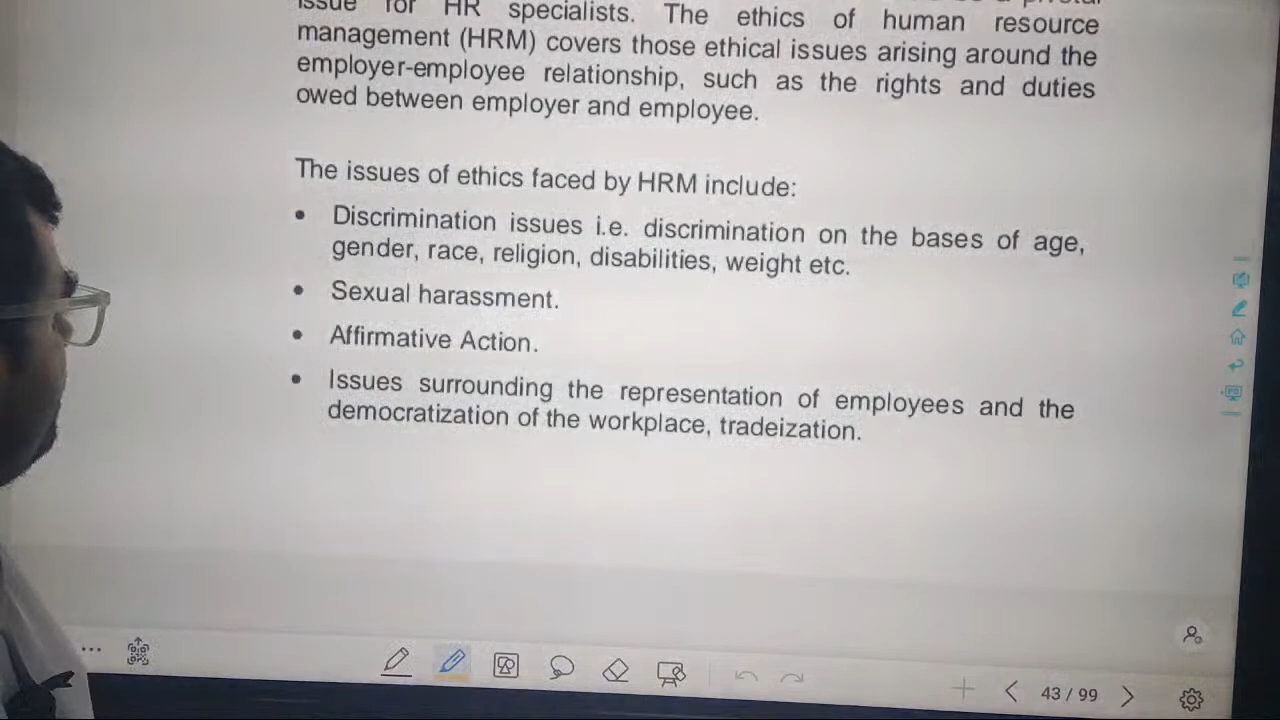 issue for HR specialists. The ethics of human resource
management (HRM) covers those ethical issues arising around the
employer-employee relationship, such as the rights and duties
owed between employer and employee.
The issues of ethics faced by HRM include:
• Discrimination issues i.e. discrimination on the bases of age,
gender, race, religion, disabilities, weight etc.
• Sexual harassment.
• Affirmative Action.
• Issues surrounding the representation of employees and the
democratization of the workplace, tradeization.
43 / 99